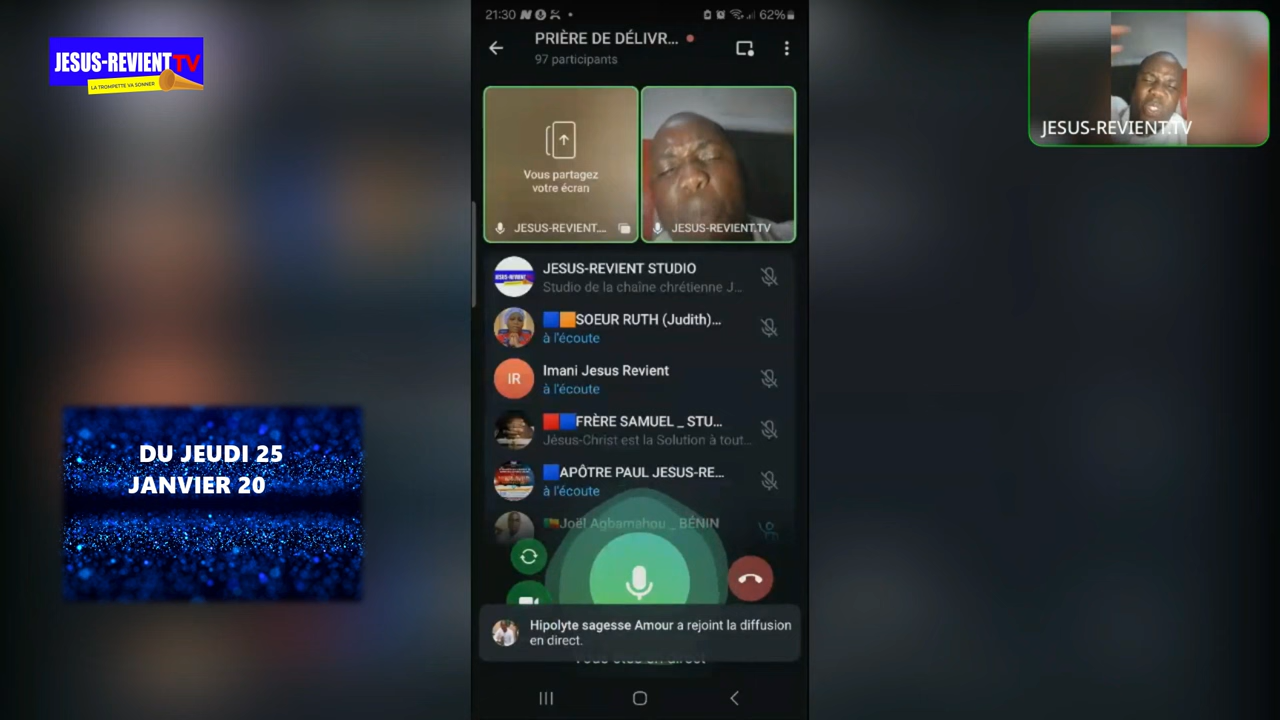 JESUS-REVIENT TV
LA TROMPETTE VA SONNER
DU JEUDI 25
JANVIER 20
21:30
62%
PRIÈRE DE DÉLIVR...
97 participants
Vous partagez
votre écran
JESUS-REVIENT....
JESUS-REVIENT.TV
JESUS-REVIENT STUDIO
Studio de la chaîne chrétienne J...
SOEUR RUTH (Judith)...
à l'écoute
IR
Imani Jesus Revient
à l'écoute
FRÈRE SAMUEL _ STU...
Jésus-Christ est la Solution à tout...
APÔTRE PAUL JESUS-RE...
à l'écoute
Joël Agbamahou _ BÉNIN
Hipolyte sagesse Amour a rejoint la diffusion
en direct.
JESUS-REVIENT.TV